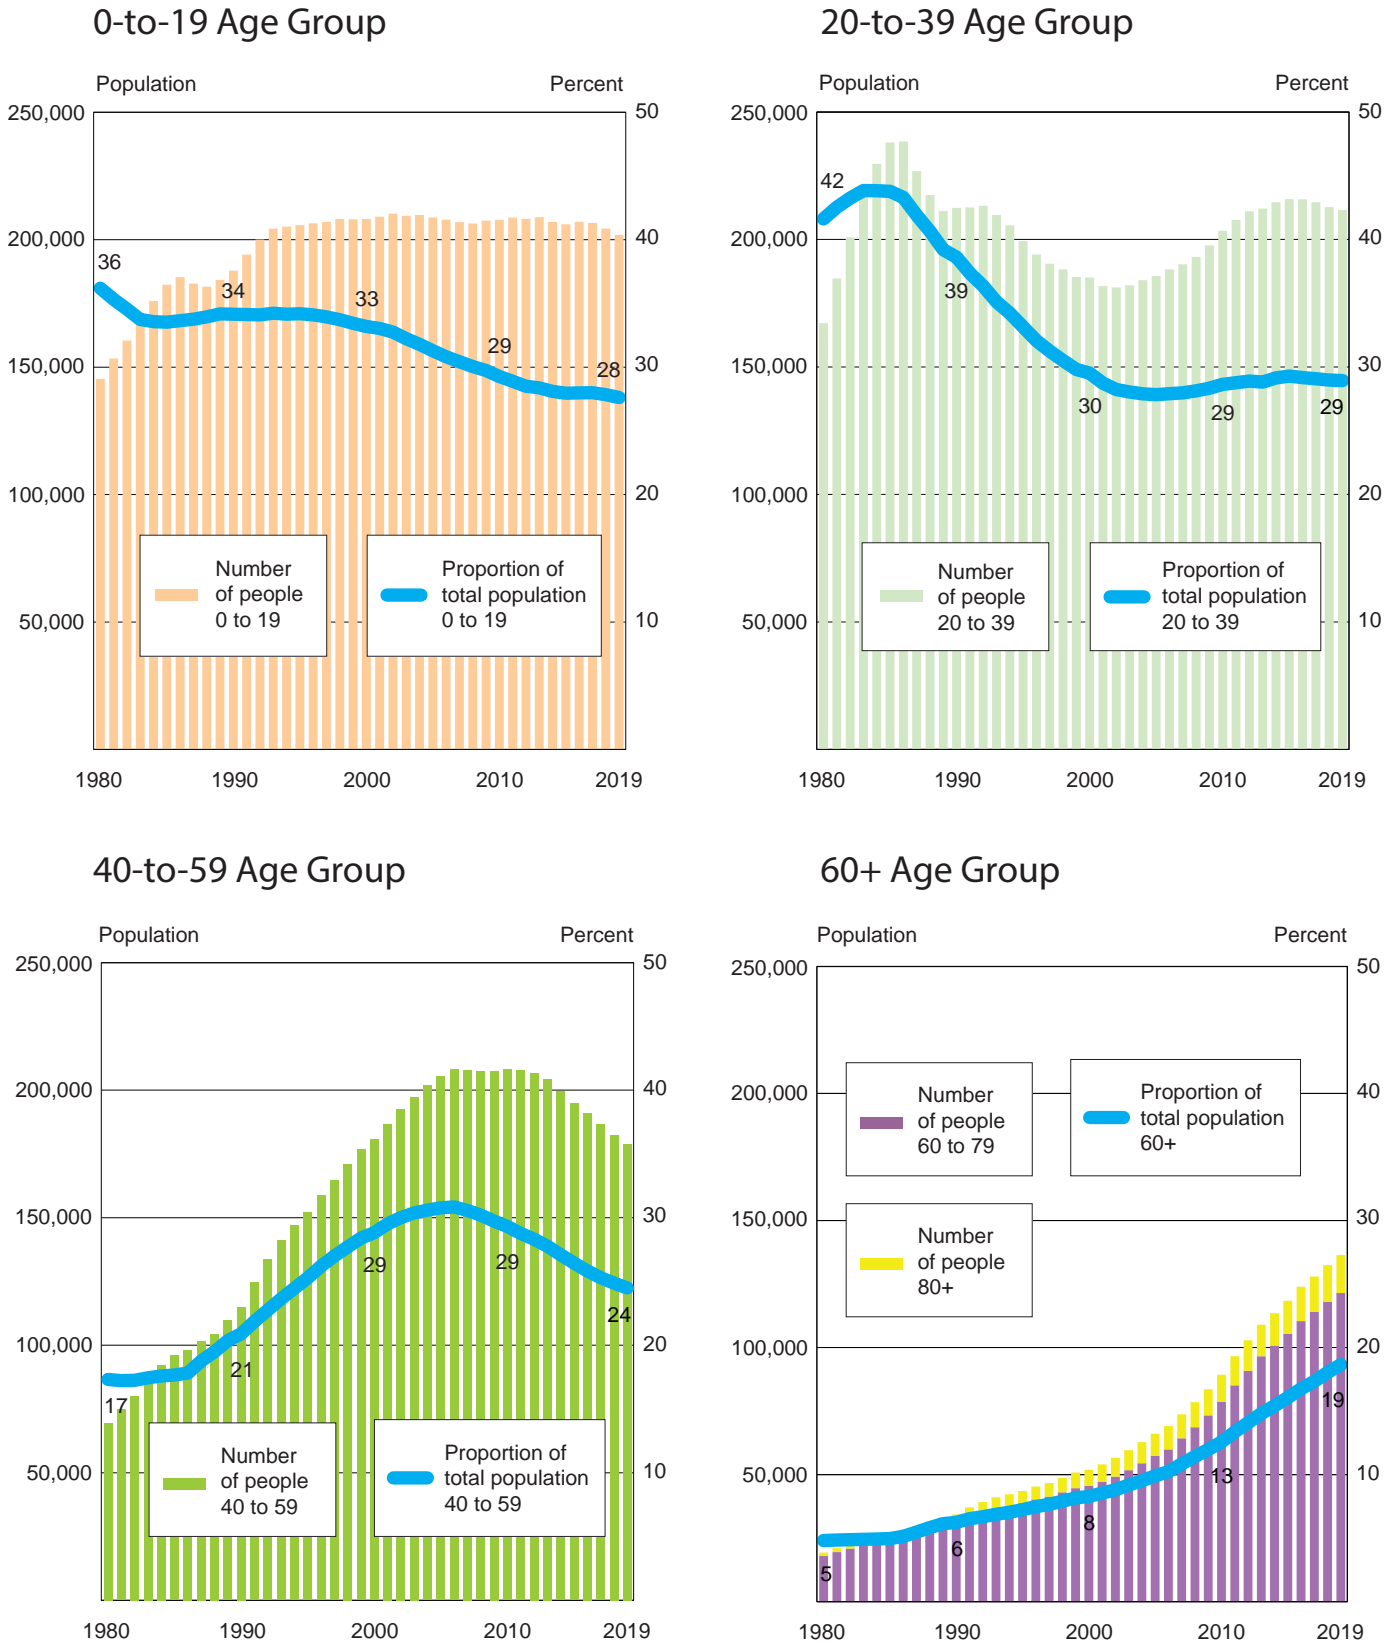 0-to-19 Age Group
Population
Percent
250,000
200,000
150,000
100,000
50,000
50
40
30
20
10
36
34
33
29
28
Number
of people
0 to 19
Proportion of
total population
0 to 19
1980
1990
2000
2010
2019
20-to-39 Age Group
Population
Percent
250,000
200,000
150,000
100,000
50,000
50
40
30
20
10
42
39
30
29
29
Number
of people
20 to 39
Proportion of
total population
20 to 39
1980
1990
2000
2010
2019
40-to-59 Age Group
Population
Percent
250,000
200,000
150,000
100,000
50,000
50
40
30
20
10
17
21
29
29
24
Number
of people
40 to 59
Proportion of
total population
40 to 59
1980
1990
2000
2010
2019
60+ Age Group
Population
Percent
250,000
200,000
150,000
100,000
50,000
50
40
30
20
10
Number
of people
60 to 79
Proportion of
total population
60+
Number
of people
80+
5
6
8
13
19
1980
1990
2000
2010
2019